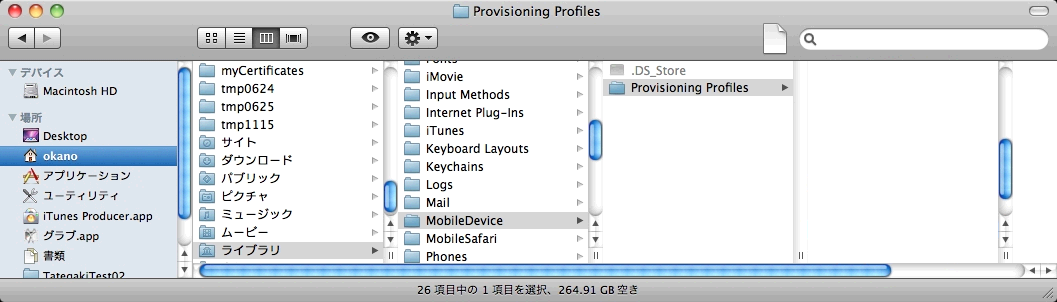 Provisioning Profiles
デバイス
Macintosh HD
場所
Desktop
okano
アプリケーション
ユーティリティ
iTunes Producer.app
グラブ.app
書類
TategakiTest02
myCertificates
tmp0624
tmp0625
tmp1115
サイト
ダウンロード
パブリック
ピクチャ
ミュージック
ムービー
ライブラリ
Fonts
iMovie
Input Methods
Internet Plug-Ins
iTunes
Keyboard Layouts
Keychains
Logs
Mail
MobileDevice
MobileSafari
Phones
.DS_Store
Provisioning Profiles
26 項目中の 1 項目を選択、264.91 GB 空き